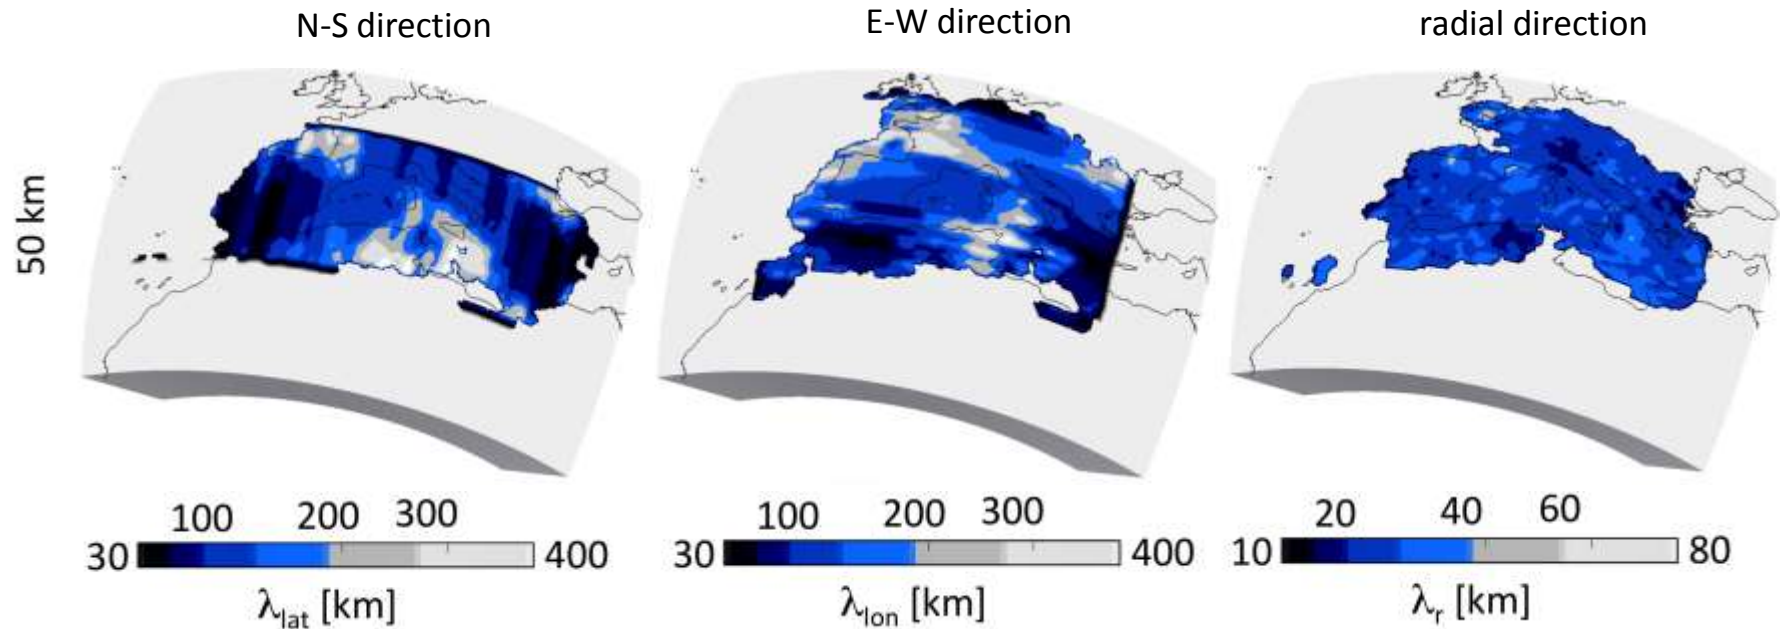 N-S direction
E-W direction
radial direction
50 km
100 200 300
30 400
λlat [km]
100 200 300
30 400
λlon [km]
20 40 60
10 80
λr [km]